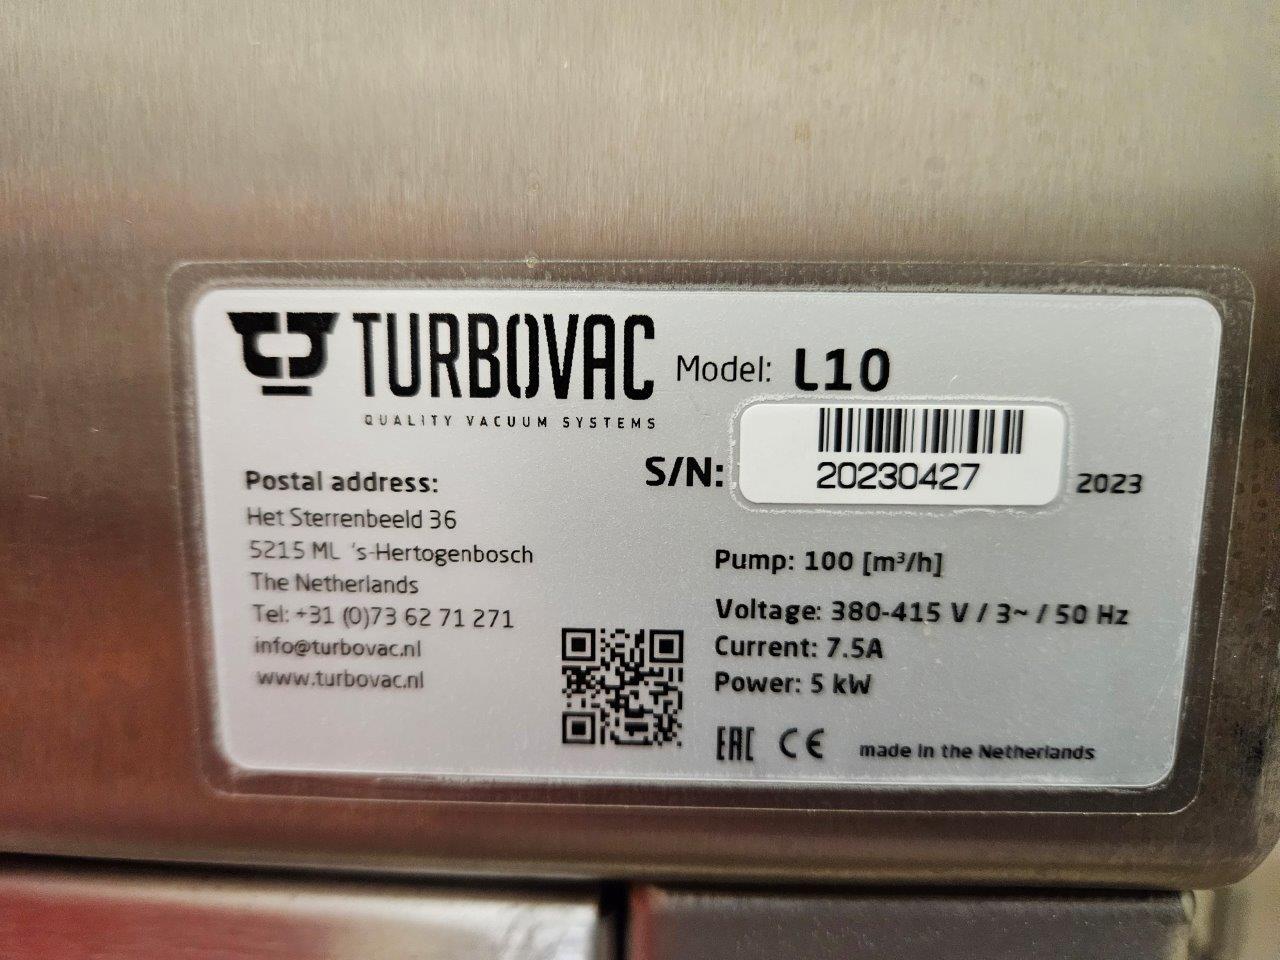 TURBOVAC
QUALITY VACUUM SYSTEMS
Model: L10
S/N: 20230427 2023
Postal address:
Het Sterrenbeeld 36
5215 ML 's-Hertogenbosch
The Netherlands
Tel: +31 (0)73 62 71 271
info@turbovac.nl
www.turbovac.nl
Pump: 100 [m³/h]
Voltage: 380-415 V / 3~ / 50 Hz
Current: 7.5A
Power: 5 kW
EAC CE made in the Netherlands